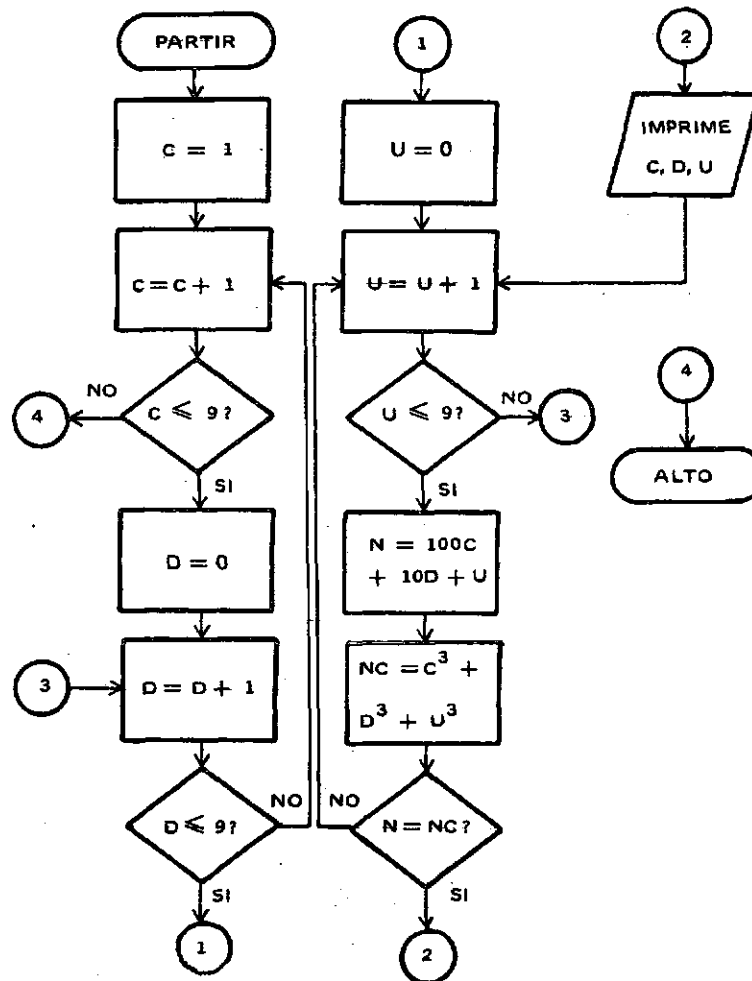 PARTIR
C = 1
C = C + 1
C ⩽ 9?
NO
4
SI
D = 0
3
D = D + 1
D ⩽ 9?
NO
SI
1
1
U = 0
U = U + 1
U ⩽ 9?
NO
3
SI
N = 100C
+ 10D + U
NC = C³ +
D³ + U³
NO
N = NC?
SI
2
2
IMPRIME
C, D, U
4
ALTO